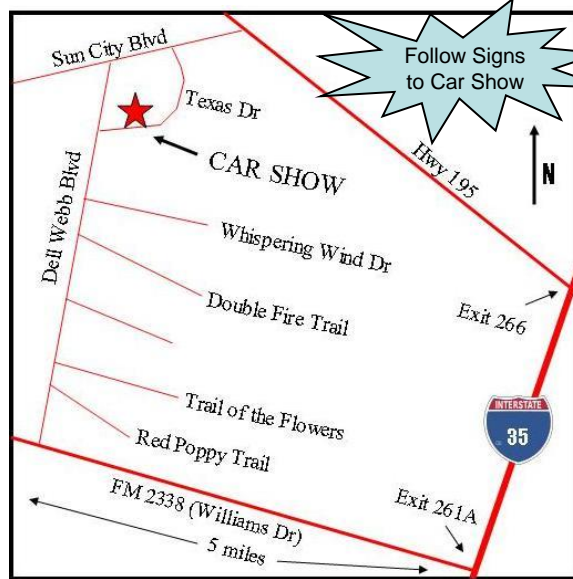 Follow Signs
to Car Show
Sun City Blvd
Texas Dr
Hwy 195
N
CAR SHOW
Dell Webb Blvd
Whispering Wind Dr
Double Fire Trail
Exit 266
INTERSTATE
35
Trail of the Flowers
Red Poppy Trail
Exit 261A
FM 2338 (Williams Dr)
5 miles